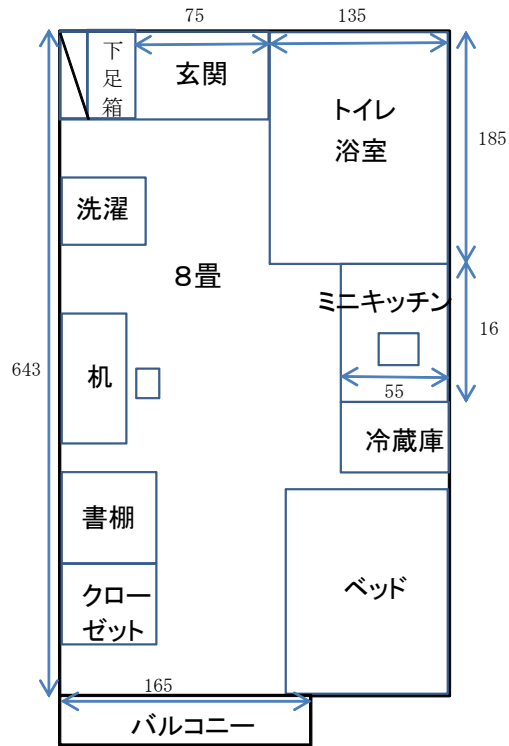 75
135
下
足
箱
玄関
トイレ
浴室
185
洗濯
8畳
ミニキッチン
16
643
机
55
冷蔵庫
書棚
クロー
ゼット
ベッド
165
バルコニー